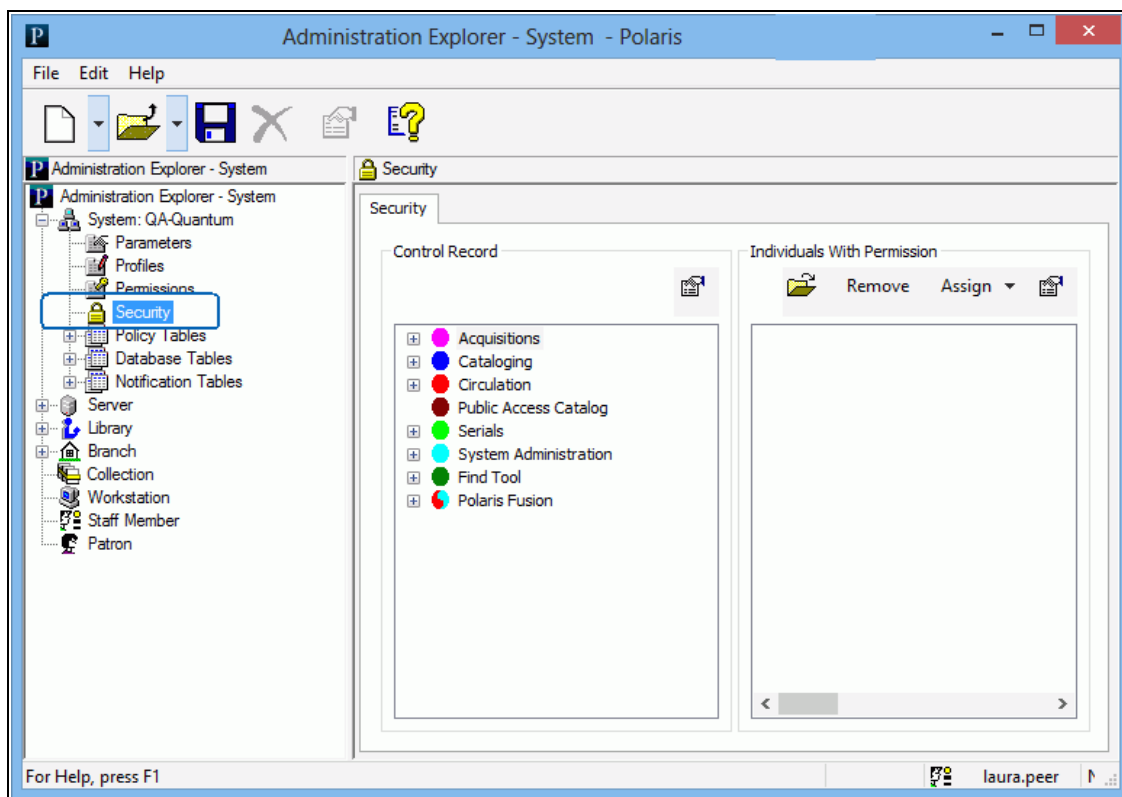 Administration Explorer - System - Polaris
File Edit Help
Administration Explorer - System
Security
Administration Explorer - System
System: QA-Quantum
Parameters
Profiles
Permissions
Security
Policy Tables
Database Tables
Notification Tables
Server
Library
Branch
Collection
Workstation
Staff Member
Patron
Security
Control Record
Acquisitions
Cataloging
Circulation
Public Access Catalog
Serials
System Administration
Find Tool
Polaris Fusion
Individuals With Permission
Remove Assign
For Help, press F1
laura.peer